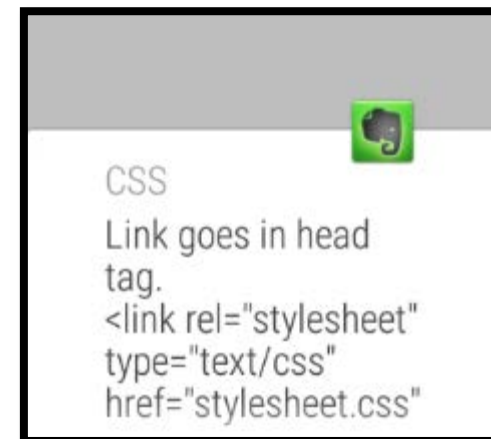 CSS
Link goes in head
tag.
<link rel="stylesheet"
type="text/css"
href="stylesheet.css"